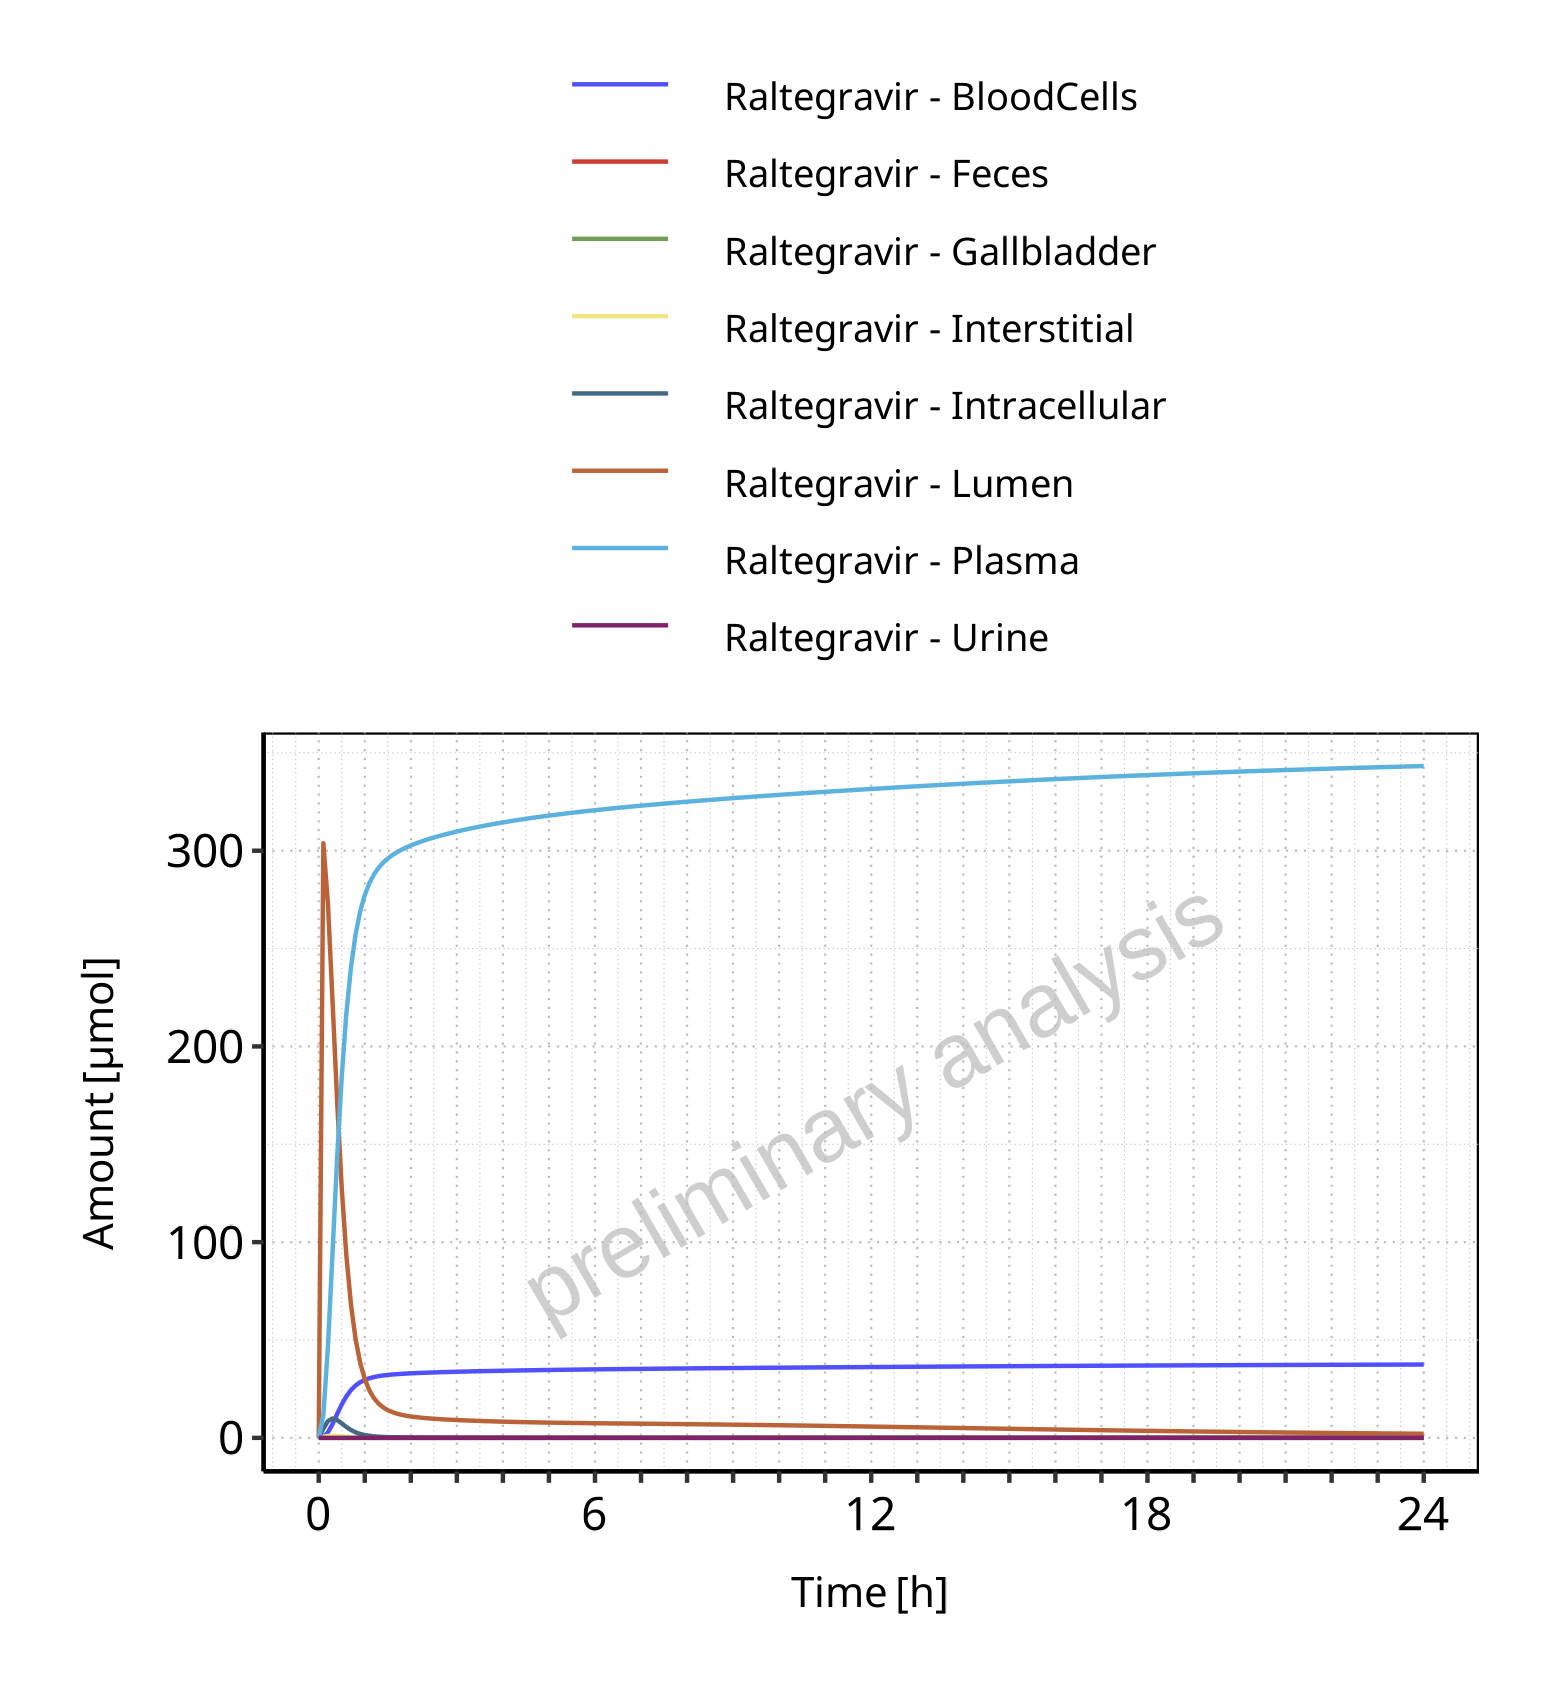 Raltegravir - BloodCells
Raltegravir - Feces
Raltegravir - Gallbladder
Raltegravir - Interstitial
Raltegravir - Intracellular
Raltegravir - Lumen
Raltegravir - Plasma
Raltegravir - Urine
300
200
100
0
Amount [µmol]
preliminary analysis
0 6 12 18 24
Time [h]